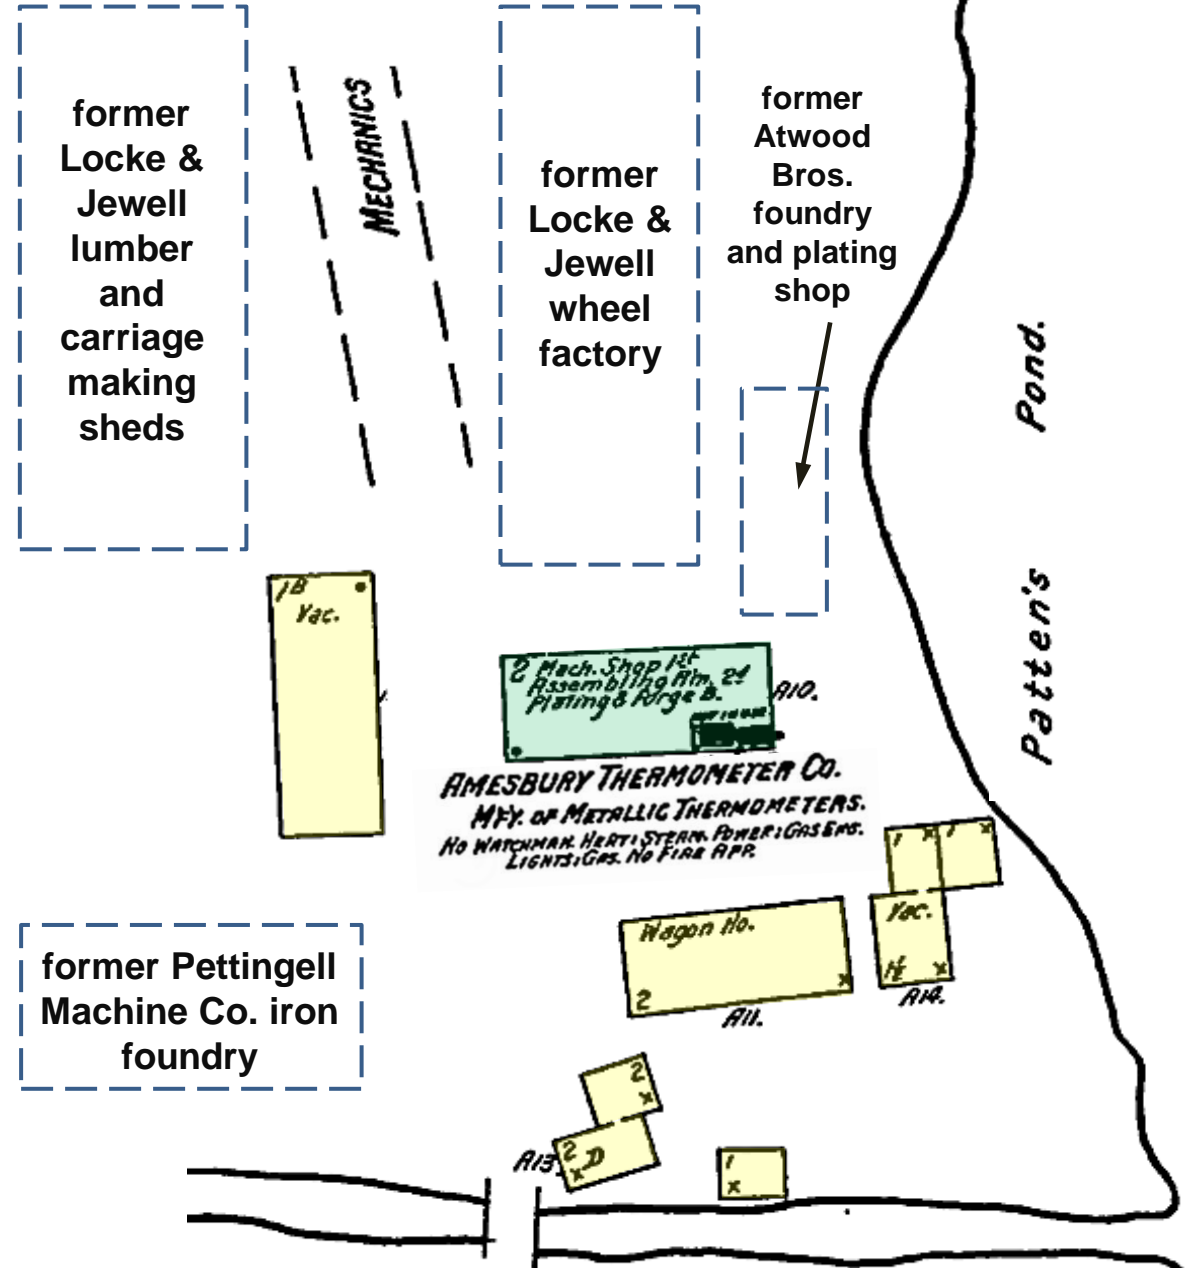 former
Locke &
Jewell
lumber
and
carriage
making
sheds
MECHANICS
former
Locke &
Jewell
wheel
factory
former
Atwood
Bros.
foundry
and plating
shop
Pond.
Patten's
1B
Vac.
2 Mech. Shop 1st
Assembling Rm. 2d
Plating & Forge B.
A10.
AMESBURY THERMOMETER CO.
MF'Y. OF METALLIC THERMOMETERS.
NO WATCHMAN. HEAT: STEAM. POWER: GAS ENG.
LIGHTS: GAS. NO FIRE APP.
1 x 1 x
Vac.
1½ x
A14.
Wagon Ho.
2 x
A11.
former Pettingell
Machine Co. iron
foundry
2
x
A13.
2 D
x
1
x